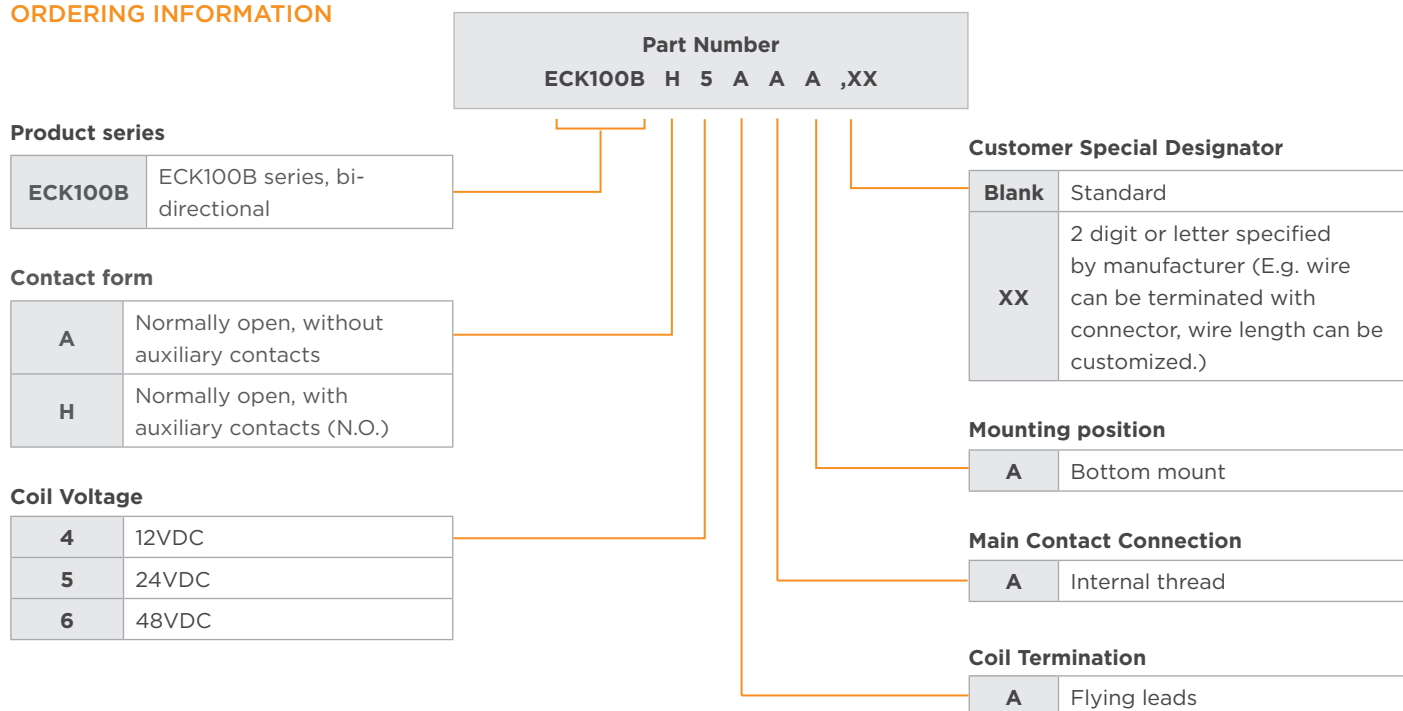 ORDERING INFORMATION
Part Number
ECK100B H 5 A A A ,XX
Product series
ECK100B
ECK100B series, bi-
directional
Contact form
A
Normally open, without
auxiliary contacts
H
Normally open, with
auxiliary contacts (N.O.)
Coil Voltage
4 12VDC
5 24VDC
6 48VDC
Customer Special Designator
Blank Standard
XX
2 digit or letter specified
by manufacturer (E.g. wire
can be terminated with
connector, wire length can be
customized.)
Mounting position
A Bottom mount
Main Contact Connection
A Internal thread
Coil Termination
A Flying leads